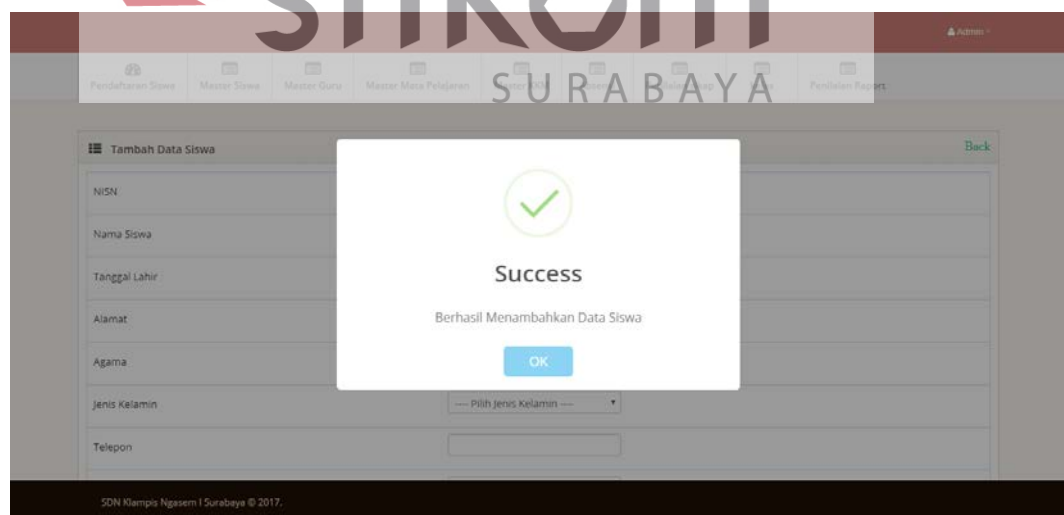 stikom
SURABAYA
Admin
Pendaftaran Siswa Master Siswa Master Guru Master Mata Pelajaran Penilaian Raport
Tambah Data Siswa Back
NISN
Nama Siswa
Tanggal Lahir
Alamat
Agama
Jenis Kelamin ---- Pilih Jenis Kelamin ----
Telepon
Success
Berhasil Menambahkan Data Siswa
OK
SDN Klampis Ngasem I Surabaya © 2017.